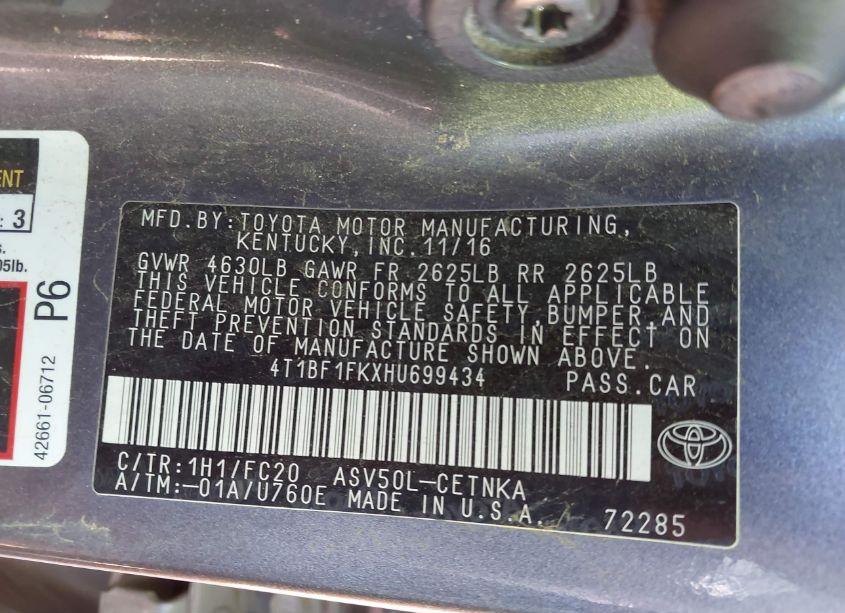 ENT
: 3
s.
05lb.
P6
42661-06712
MFD.BY:TOYOTA MOTOR MANUFACTURING,
KENTUCKY,INC.11/16
GVWR 4630LB GAWR FR 2625LB RR 2625LB
THIS VEHICLE CONFORMS TO ALL APPLICABLE
FEDERAL MOTOR VEHICLE SAFETY,BUMPER,AND
THEFT PREVENTION STANDARDS IN EFFECT ON
THE DATE OF MANUFACTURE SHOWN ABOVE.
4T1BF1FKXHU699434 PASS.CAR
C/TR:1H1/FC20 ASV50L-CETNKA
A/TM:-01A/U760E MADE IN U.S.A. 72285